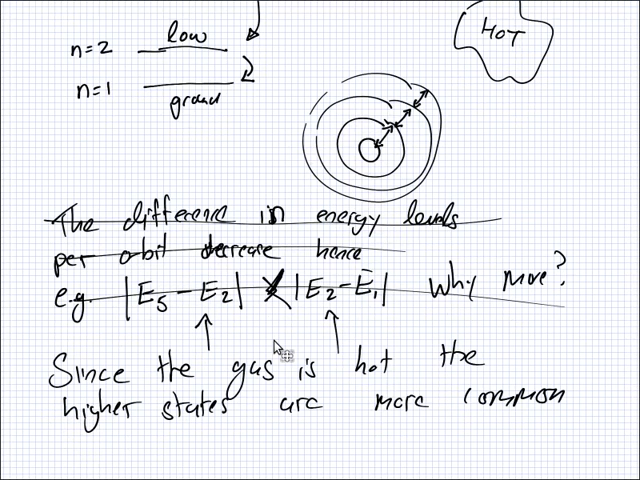 low
n=2
HOT
n=1
ground
The difference in energy levels
per orbit decrease hence
e.g. |E5 - E2| X |E2 - E1| Why more?
Since the gas is hot the
higher states are more common